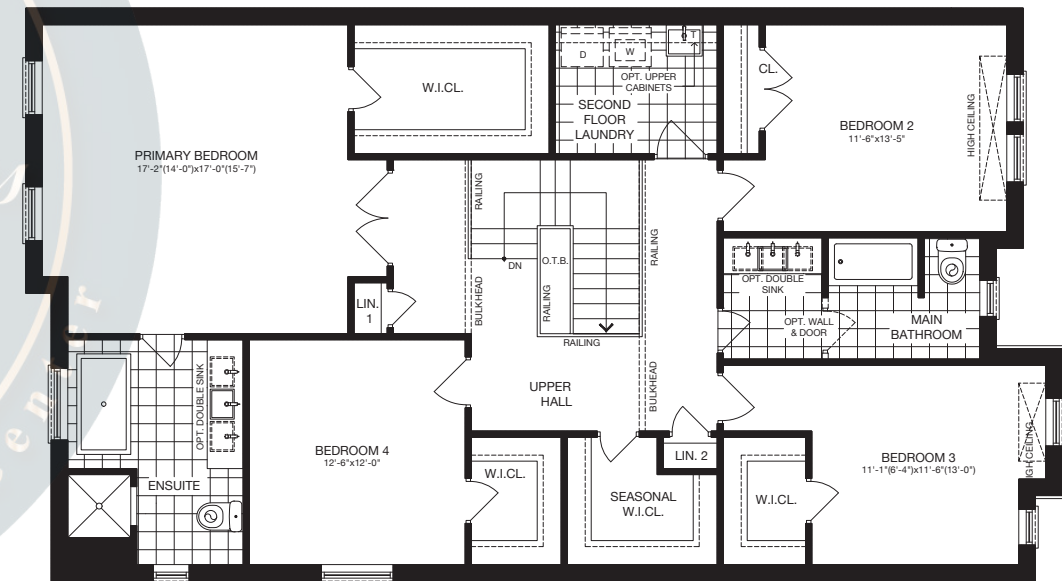 W.I.CL.
D
W
T
OPT. UPPER
CABINETS
SECOND
FLOOR
LAUNDRY
CL.
BEDROOM 2
11'-6"x13'-5"
HIGH CEILING
PRIMARY BEDROOM
17'-2"(14'-0")x17'-0"(15'-7")
RAILING
RAILING
O.T.B.
DN
RAILING
BULKHEAD
RAILING
LIN.
1
OPT. DOUBLE
SINK
OPT. WALL
& DOOR
MAIN
BATHROOM
UPPER
HALL
BULKHEAD
OPT. DOUBLE SINK
ENSUITE
BEDROOM 4
12'-6"x12'-0"
W.I.CL.
LIN. 2
SEASONAL
W.I.CL.
W.I.CL.
BEDROOM 3
11'-1"(6'-4")x11'-6"(13'-0")
HIGH CEILING